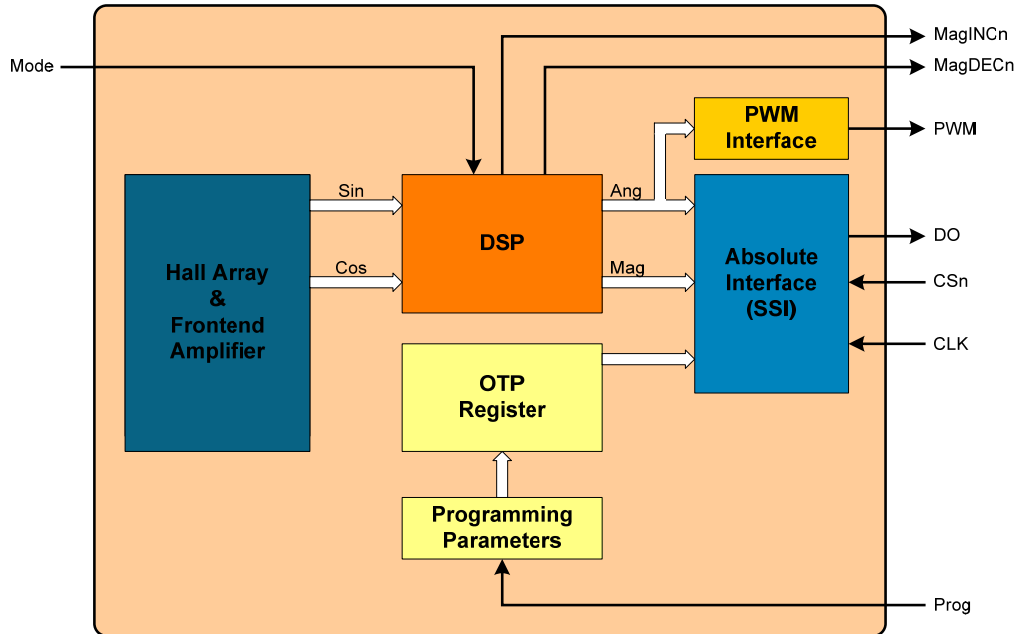 MagINCn
Mode
MagDECn
PWM
Interface
PWM
Sin
Ang
DSP
DO
Hall Array
&
Frontend
Amplifier
Cos
Mag
Absolute
Interface
(SSI)
CSn
CLK
OTP
Register
Programming
Parameters
Prog